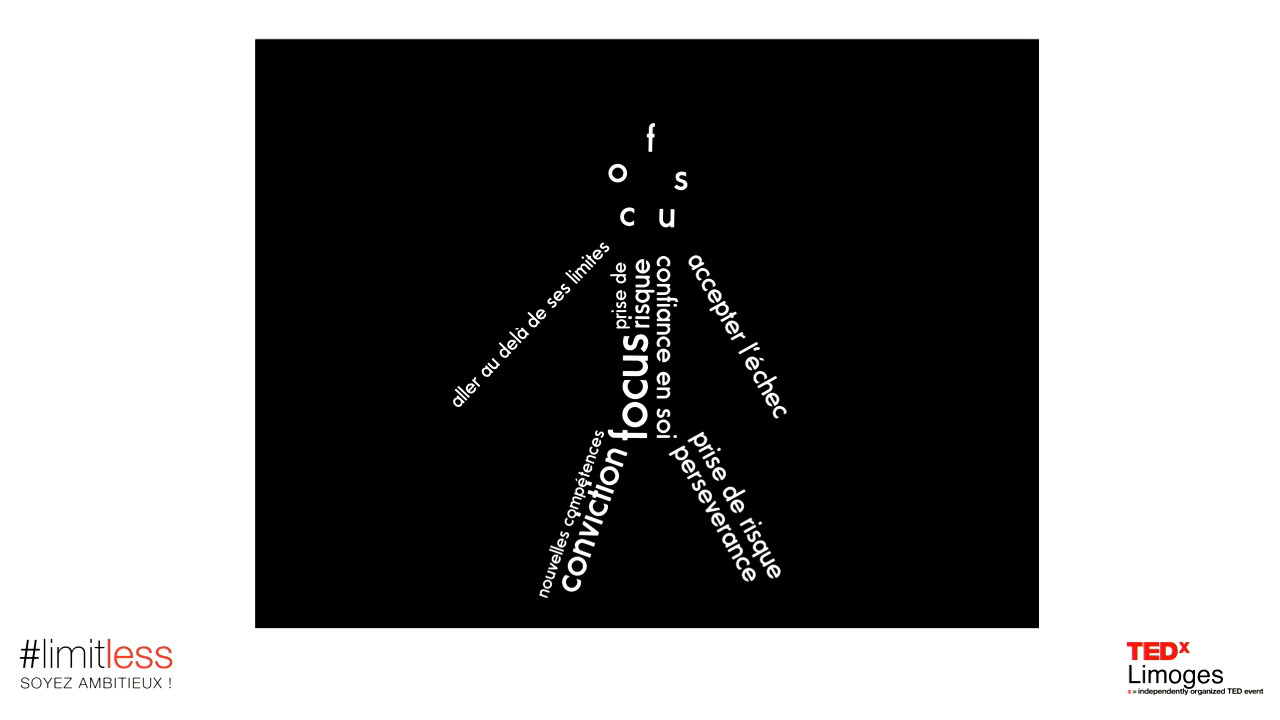 f
o s
c u
aller au delà de ses limites
prise de
risque
confiance en soi
accepter l'échec
focus
nouvelles compétences
conviction
prise de risque
perseverance
#limitless
SOYEZ AMBITIEUX !
TEDx
Limoges
x = independently organized TED event